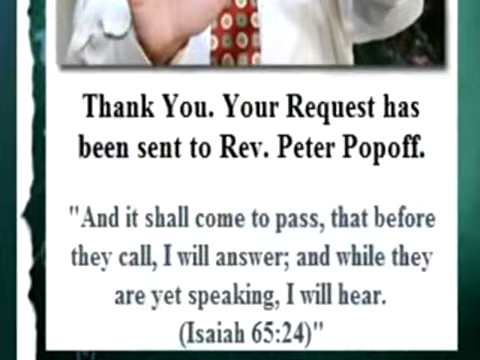 Thank You. Your Request has
been sent to Rev. Peter Popoff.
"And it shall come to pass, that before
they call, I will answer; and while they
are yet speaking, I will hear.
(Isaiah 65:24)"